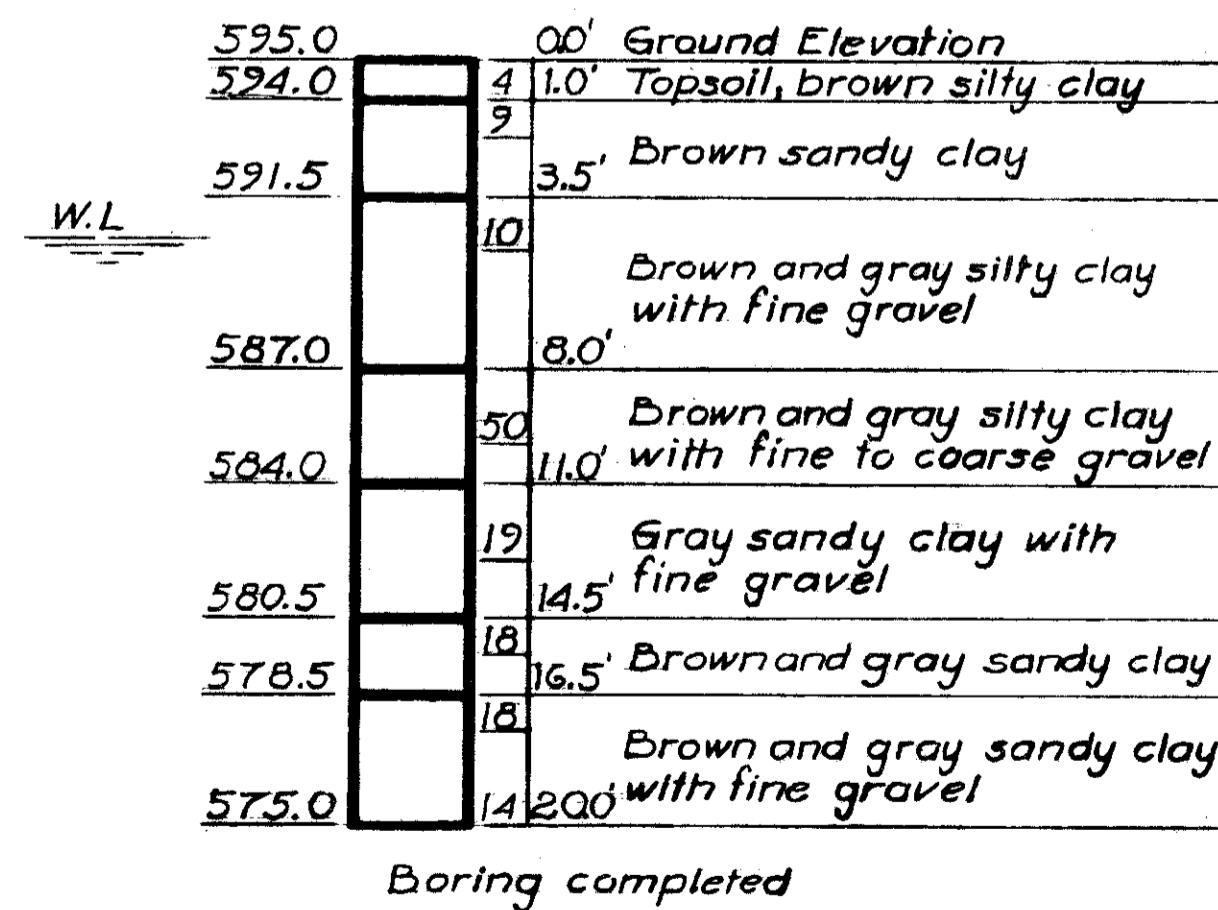 595.0 0.0' Ground Elevation
594.0 4 1.0' Topsoil, brown silty clay
9
Brown sandy clay
591.5 3.5'
W.L
10
Brown and gray silty clay
with fine gravel
587.0 8.0'
Brown and gray silty clay
50
584.0 11.0' with fine to coarse gravel
19 Gray sandy clay with
fine gravel
580.5 14.5'
18
578.5 16.5' Brown and gray sandy clay
18
Brown and gray sandy clay
575.0 14 20.0' with fine gravel
Boring completed